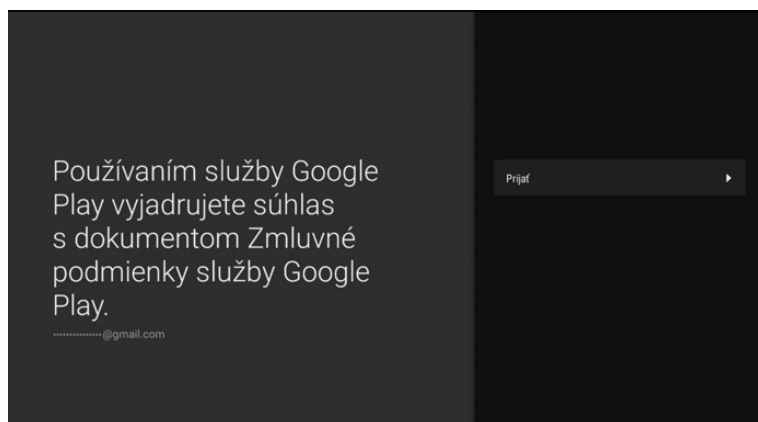 Používaním služby Google
Play vyjadrujete súhlas
s dokumentom Zmluvné
podmienky služby Google
Play.
···············@gmail.com
Prijať